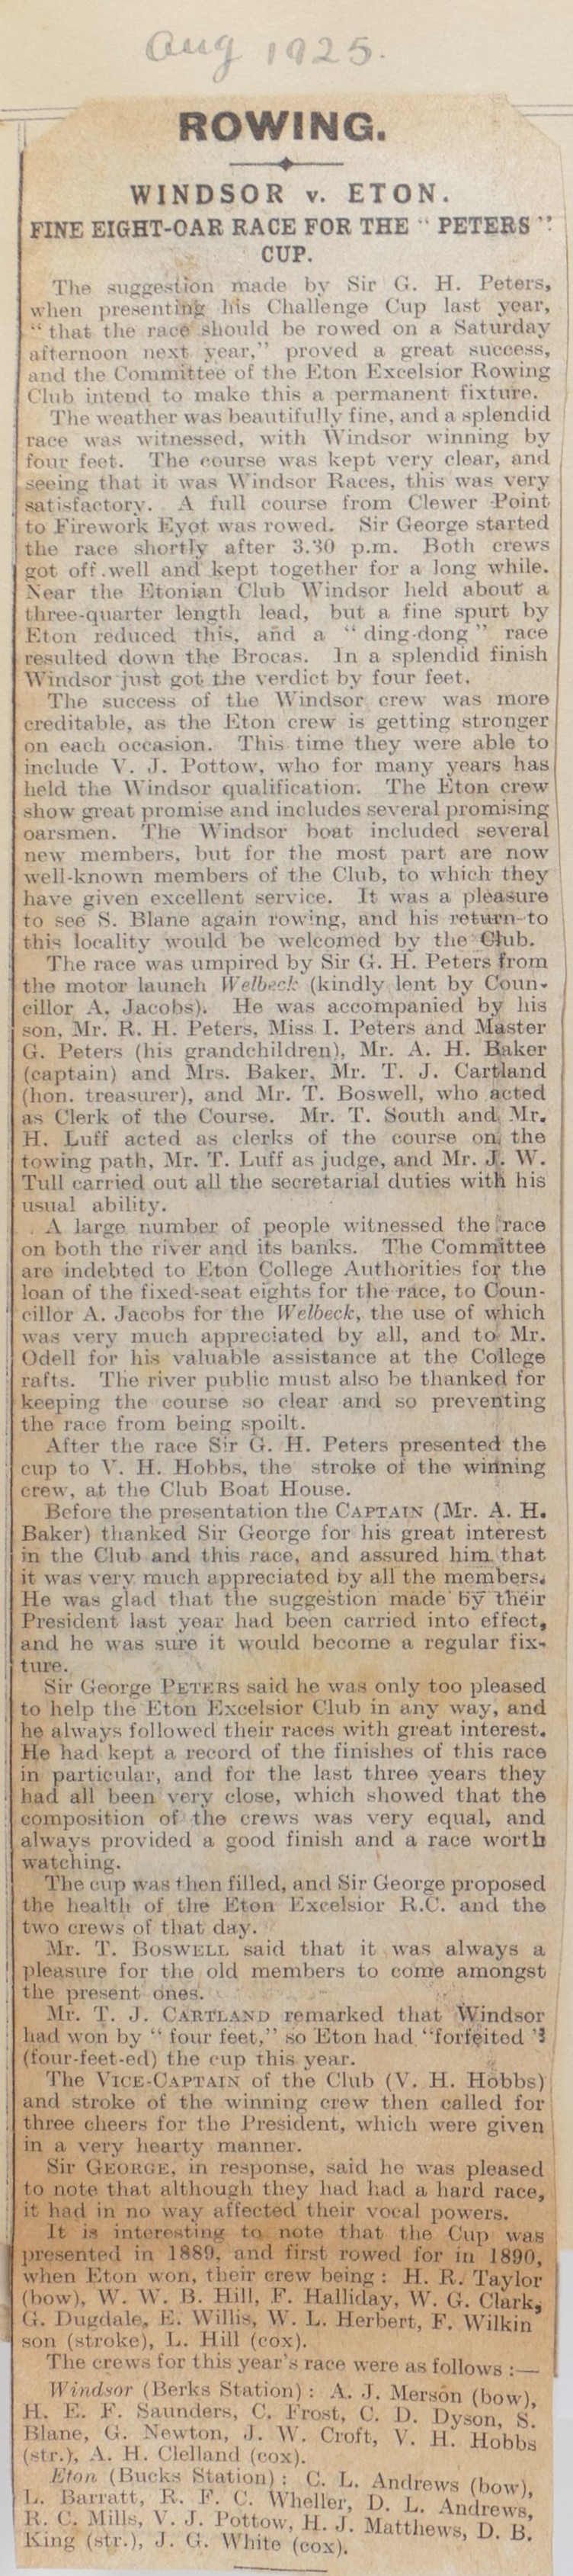 Aug 1925.
ROWING.
WINDSOR v. ETON.
FINE EIGHT-OAR RACE FOR THE "PETERS"
CUP.
The suggestion made by Sir G. H. Peters,
when presenting his Challenge Cup last year,
"that the race should be rowed on a Saturday
afternoon next year," proved a great success,
and the Committee of the Eton Excelsior Rowing
Club intend to make this a permanent fixture.
The weather was beautifully fine, and a splendid
race was witnessed, with Windsor winning by
four feet. The course was kept very clear, and
seeing that it was Windsor Races, this was very
satisfactory. A full course from Clewer Point
to Firework Eyot was rowed. Sir George started
the race shortly after 3.30 p.m. Both crews
got off well and kept together for a long while.
Near the Etonian Club Windsor held about a
three-quarter length lead, but a fine spurt by
Eton reduced this, and a "ding-dong" race
resulted down the Brocas. In a splendid finish
Windsor just got the verdict by four feet.
The success of the Windsor crew was more
creditable, as the Eton crew is getting stronger
on each occasion. This time they were able to
include V. J. Pottow, who for many years has
held the Windsor qualification. The Eton crew
show great promise and includes several promising
oarsmen. The Windsor boat included several
new members, but for the most part are now
well-known members of the Club, to which they
have given excellent service. It was a pleasure
to see S. Blane again rowing, and his return to
this locality would be welcomed by the Club.
The race was umpired by Sir G. H. Peters from
the motor launch Welbeck (kindly lent by Coun-
cillor A. Jacobs). He was accompanied by his
son, Mr. R. H. Peters, Miss I. Peters and Master
G. Peters (his grandchildren), Mr. A. H. Baker
(captain) and Mrs. Baker, Mr. T. J. Cartland
(hon. treasurer), and Mr. T. Boswell, who acted
as Clerk of the Course. Mr. T. South and Mr.
H. Luff acted as clerks of the course on the
towing path, Mr. T. Luff as judge, and Mr. J. W.
Tull carried out all the secretarial duties with his
usual ability.
A large number of people witnessed the race
on both the river and its banks. The Committee
are indebted to Eton College Authorities for the
loan of the fixed-seat eights for the race, to Coun-
cillor A. Jacobs for the Welbeck, the use of which
was very much appreciated by all, and to Mr.
Odell for his valuable assistance at the College
rafts. The river public must also be thanked for
keeping the course so clear and so preventing
the race from being spoilt.
After the race Sir G. H. Peters presented the
cup to V. H. Hobbs, the stroke of the winning
crew, at the Club Boat House.
Before the presentation the CAPTAIN (Mr. A. H.
Baker) thanked Sir George for his great interest
in the Club and this race, and assured him that
it was very much appreciated by all the members.
He was glad that the suggestion made by their
President last year had been carried into effect,
and he was sure it would become a regular fix-
ture.
Sir George PETERS said he was only too pleased
to help the Eton Excelsior Club in any way, and
he always followed their races with great interest.
He had kept a record of the finishes of this race
in particular, and for the last three years they
had all been very close, which showed that the
composition of the crews was very equal, and
always provided a good finish and a race worth
watching.
The cup was then filled, and Sir George proposed
the health of the Eton Excelsior R.C. and the
two crews of that day.
Mr. T. BOSWELL said that it was always a
pleasure for the old members to come amongst
the present ones.
Mr. T. J. CARTLAND remarked that Windsor
had won by "four feet," so Eton had "forfeited"
(four-feet-ed) the cup this year.
The VICE-CAPTAIN of the Club (V. H. Hobbs)
and stroke of the winning crew then called for
three cheers for the President, which were given
in a very hearty manner.
Sir GEORGE, in response, said he was pleased
to note that although they had had a hard race,
it had in no way affected their vocal powers.
It is interesting to note that the Cup was
presented in 1889, and first rowed for in 1890,
when Eton won, their crew being: H. R. Taylor
(bow), W. W. B. Hill, F. Halliday, W. G. Clark,
G. Dugdale, E. Willis, W. L. Herbert, F. Wilkin
son (stroke), L. Hill (cox).
The crews for this year's race were as follows:—
Windsor (Berks Station): A. J. Merson (bow),
H. E. F. Saunders, C. Frost, C. D. Dyson, S.
Blane, G. Newton, J. W. Croft, V. H. Hobbs
(str.), A. H. Clelland (cox).
Eton (Bucks Station): C. L. Andrews (bow),
L. Barratt, R. F. C. Wheller, D. L. Andrews,
R. C. Mills, V. J. Pottow, H. J. Matthews, D. B.
King (str.), J. G. White (cox).